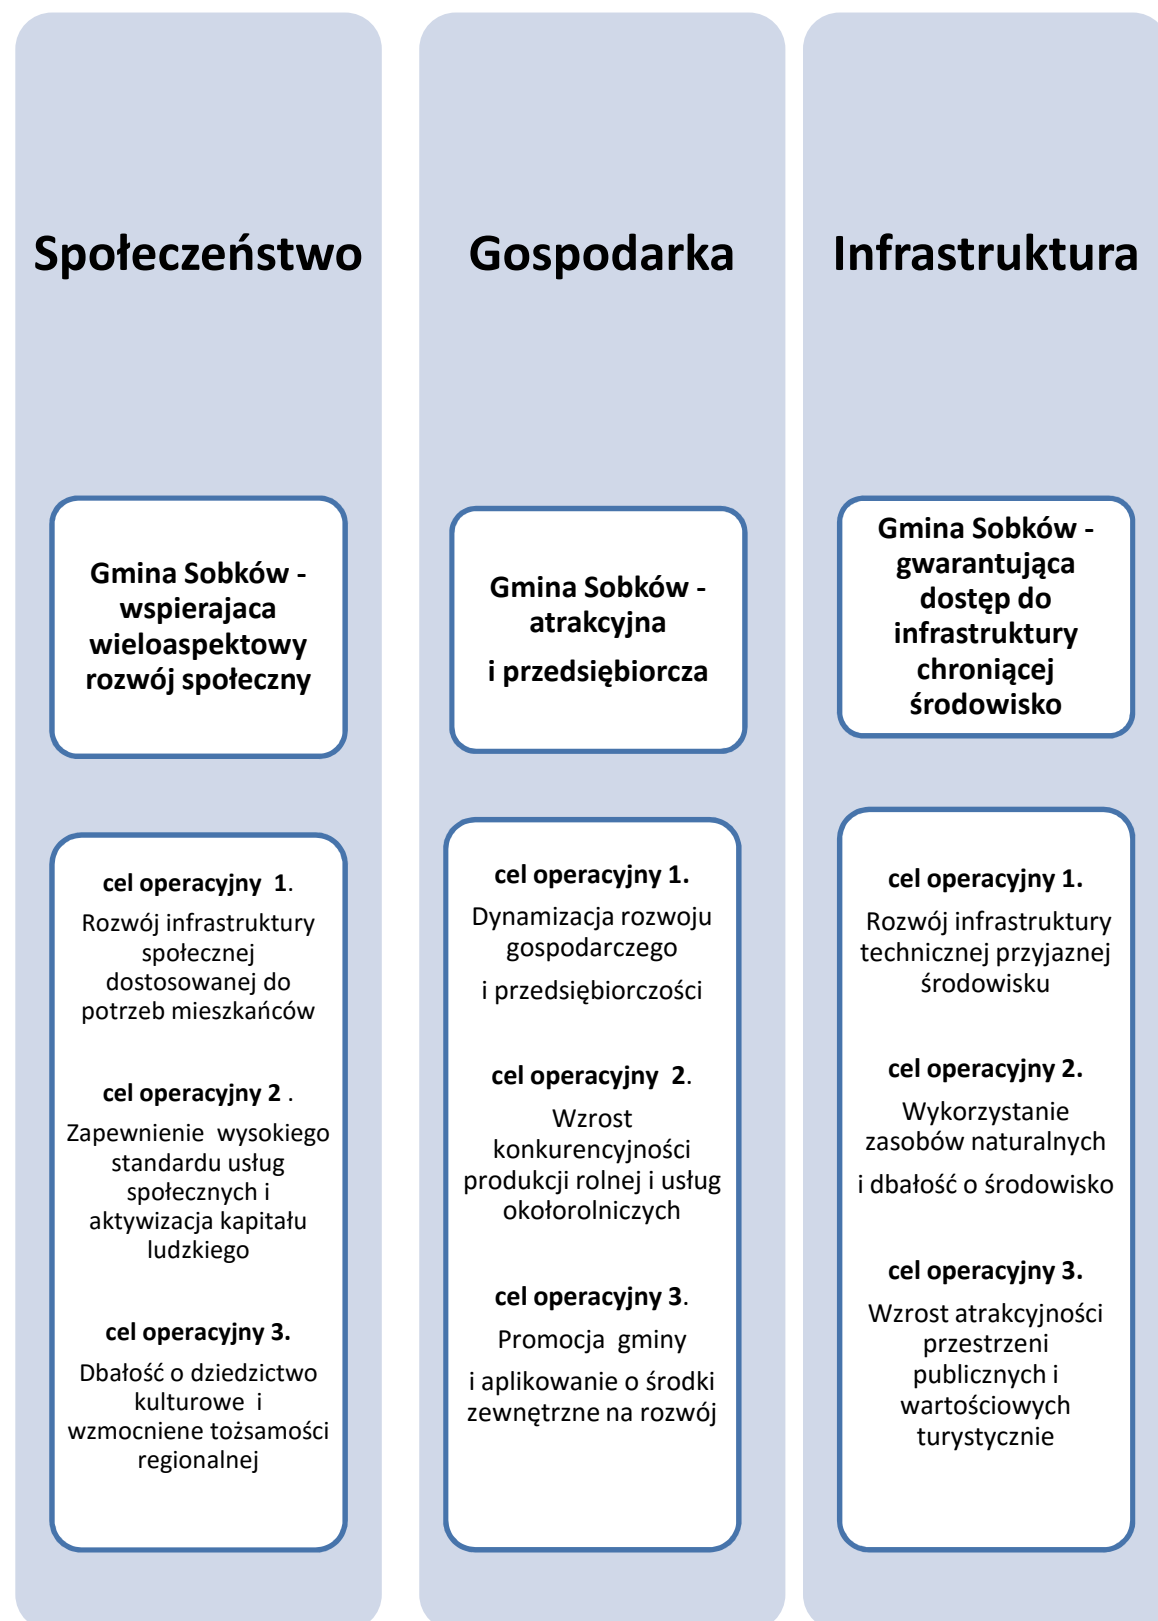 Społeczeństwo
Gmina Sobków -
wspierajaca
wieloaspektowy
rozwój społeczny
cel operacyjny  1.
Rozwój infrastruktury
społecznej
dostosowanej do
potrzeb mieszkańców
cel operacyjny 2 .
Zapewnienie  wysokiego
standardu usług
społecznych i
aktywizacja kapitału
ludzkiego
cel operacyjny 3.
Dbałość o dziedzictwo
kulturowe  i
wzmocniene tożsamości
regionalnej
Gospodarka
Gmina Sobków -
atrakcyjna
i przedsiębiorcza
cel operacyjny 1.
Dynamizacja rozwoju
gospodarczego
i przedsiębiorczości
cel operacyjny  2.
Wzrost
konkurencyjności
produkcji rolnej i usług
okołorolniczych
cel operacyjny 3.
Promocja  gminy
i aplikowanie o środki
zewnętrzne na rozwój
Infrastruktura
Gmina Sobków -
gwarantująca
dostęp do
infrastruktury
chroniącej
środowisko
cel operacyjny 1.
Rozwój infrastruktury
technicznej przyjaznej
środowisku
cel operacyjny 2.
Wykorzystanie
zasobów naturalnych
i dbałość o środowisko
cel operacyjny 3.
Wzrost atrakcyjności
przestrzeni
publicznych i
wartościowych
turystycznie